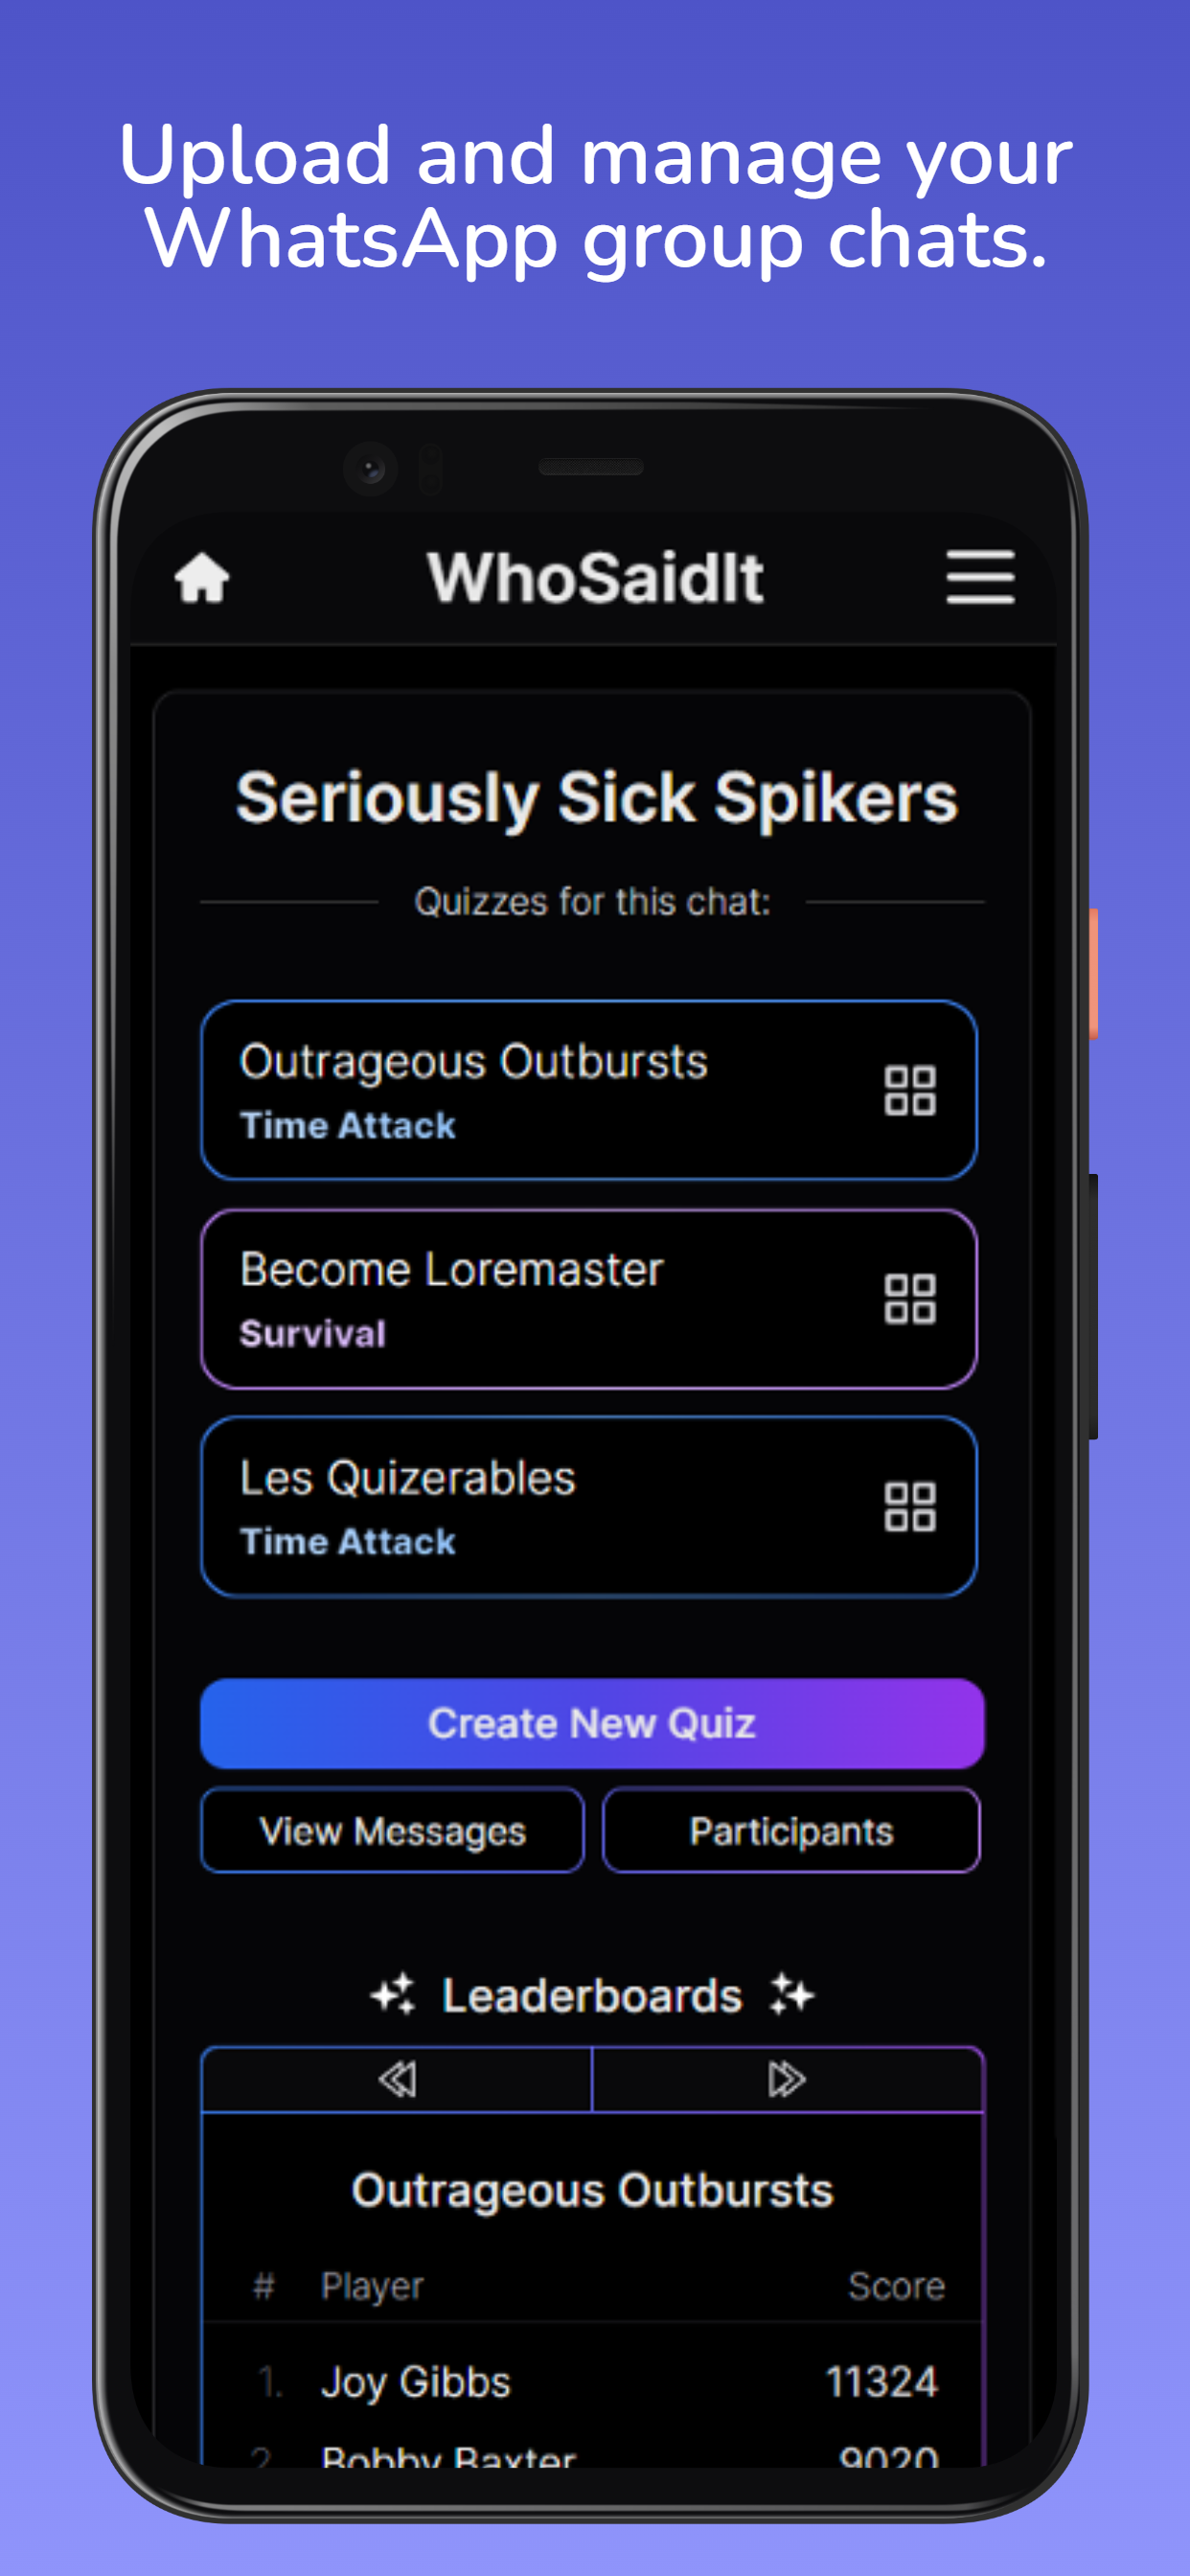 Upload and manage your
WhatsApp group chats.
WhoSaidIt
Seriously Sick Spikers
Quizzes for this chat:
Outrageous Outbursts
Time Attack
Become Loremaster
Survival
Les Quizerables
Time Attack
Create New Quiz
View Messages Participants
Leaderboards
Outrageous Outbursts
# Player Score
1. Joy Gibbs 11324
2. Bobby Baxter 9020